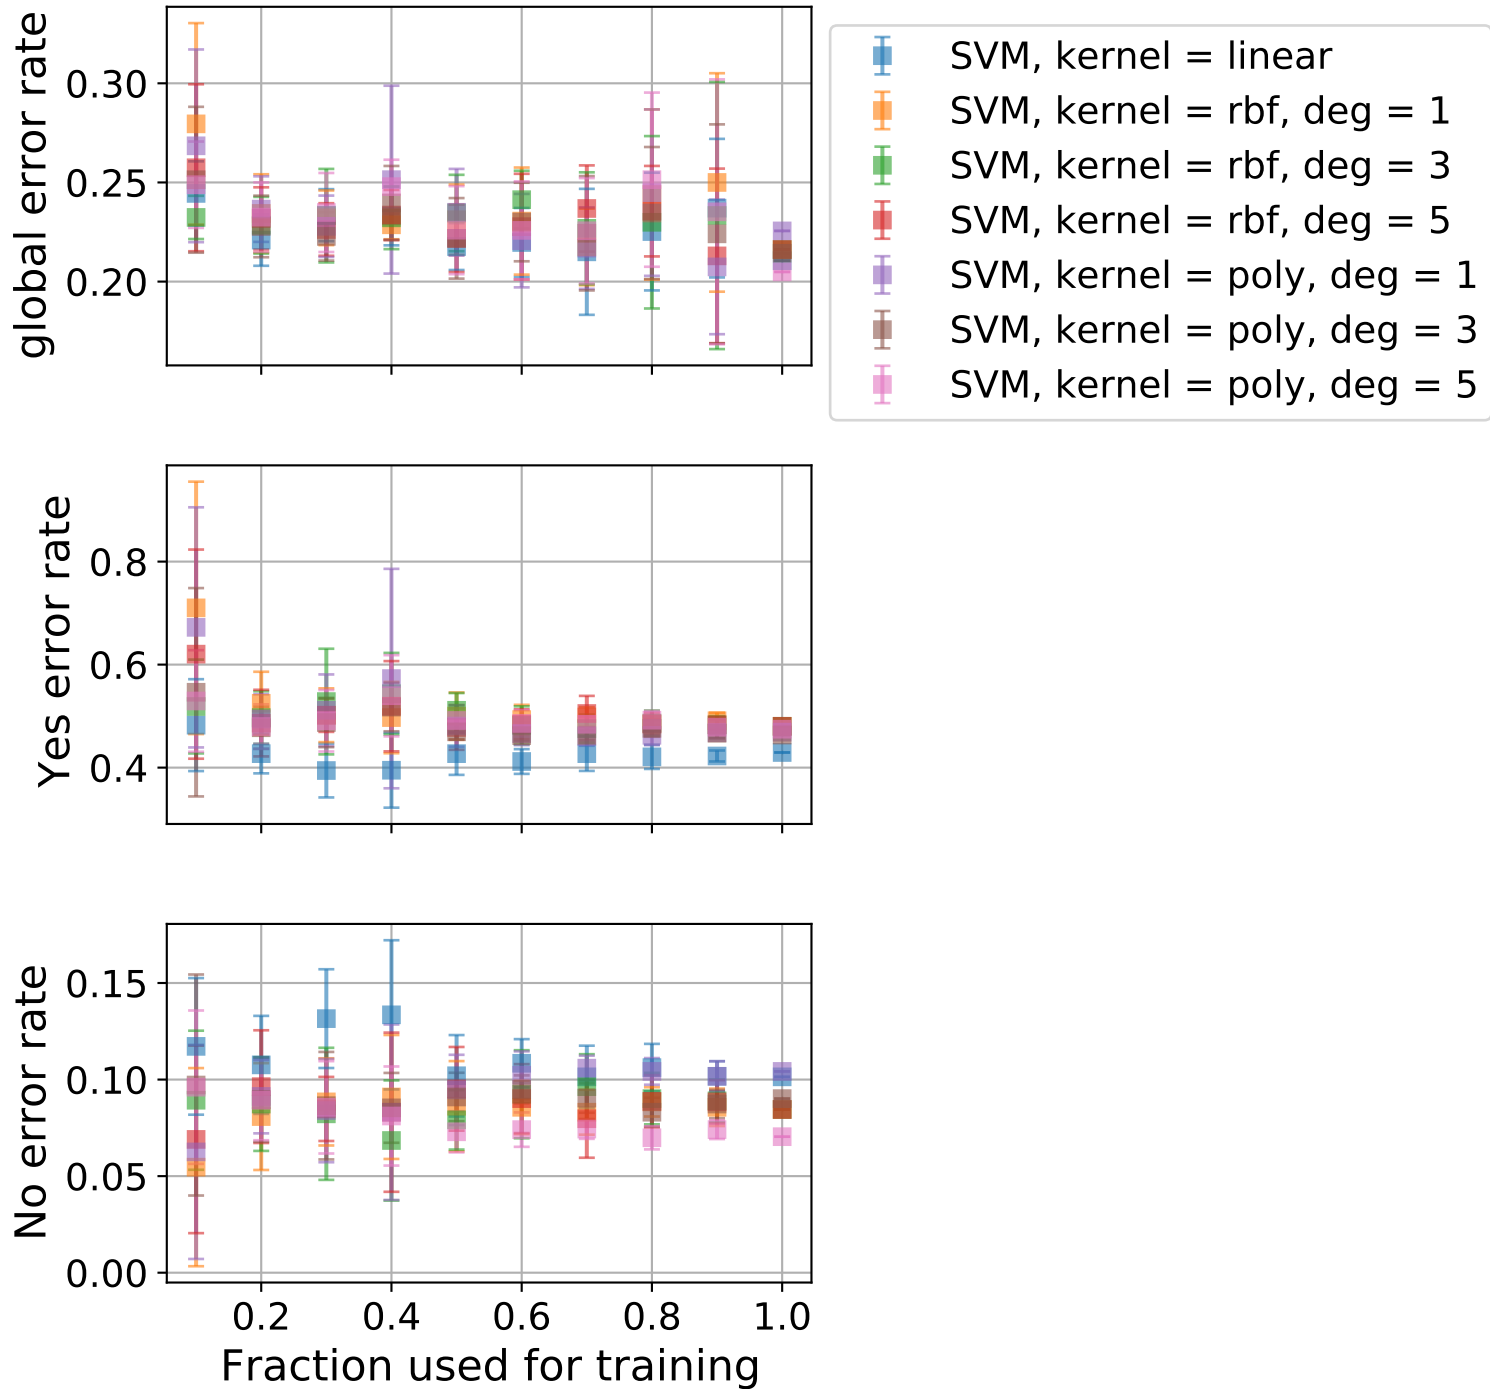 global error rate
0.30
0.25
0.20
SVM, kernel = linear
SVM, kernel = rbf, deg = 1
SVM, kernel = rbf, deg = 3
SVM, kernel = rbf, deg = 5
SVM, kernel = poly, deg = 1
SVM, kernel = poly, deg = 3
SVM, kernel = poly, deg = 5
Yes error rate
0.8
0.6
0.4
No error rate
0.15
0.10
0.05
0.00
0.2 0.4 0.6 0.8 1.0
Fraction used for training